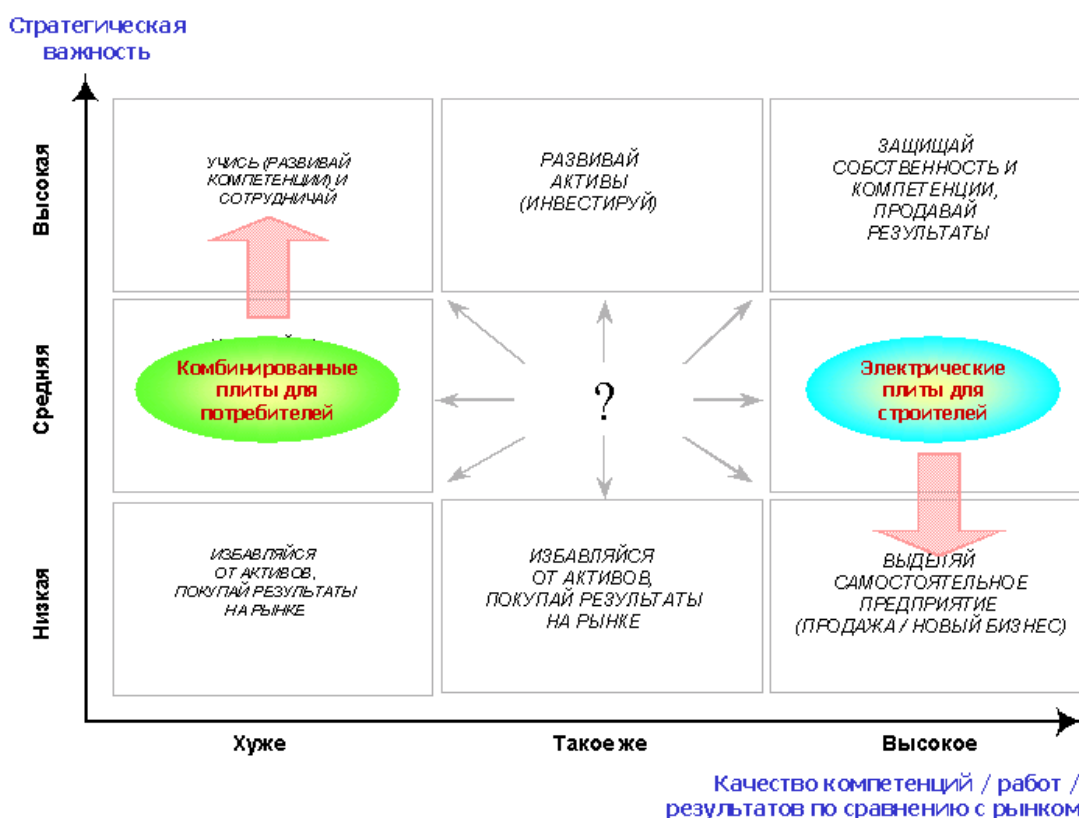 Стратегическая
важность
Высокая
УЧИСЬ (РАЗВИВАЙ
КОМПЕТЕНЦИИ) И
СОТРУДНИЧАЙ
РАЗВИВАЙ
АКТИВЫ
(ИНВЕСТИРУЙ)
ЗАЩИЩАЙ
СОБСТВЕННОСТЬ И
КОМПЕТЕНЦИИ,
ПРОДАВАЙ
РЕЗУЛЬТАТЫ
Средняя
Комбинированные
плиты для
потребителей
?
Электрические
плиты для
строителей
Низкая
ИЗБАВЛЯЙСЯ
ОТ АКТИВОВ,
ПОКУПАЙ РЕЗУЛЬТАТЫ
НА РЫНКЕ
ИЗБАВЛЯЙСЯ
ОТ АКТИВОВ,
ПОКУПАЙ РЕЗУЛЬТАТЫ
НА РЫНКЕ
ВЫДЕЛЯЙ
САМОСТОЯТЕЛЬНОЕ
ПРЕДПРИЯТИЕ
(ПРОДАЖА / НОВЫЙ БИЗНЕС)
Хуже
Такое же
Высокое
Качество компетенций / работ /
результатов по сравнению с рынком